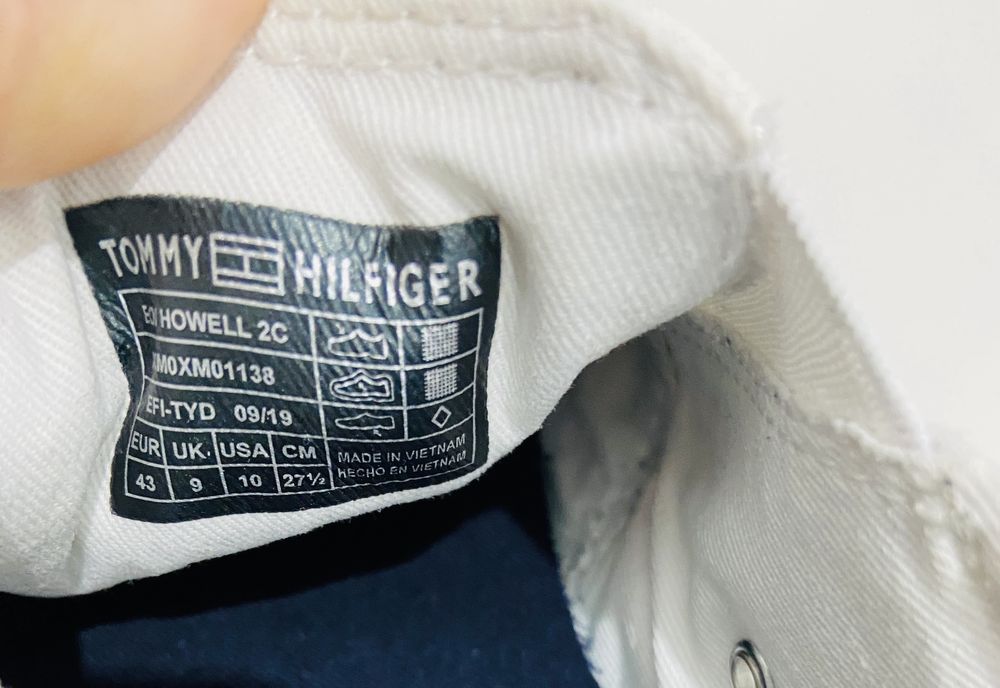 TOMMY HILFIGER
HOWELL 2C
XM0XM01138
EFI-TYD 09/19
EUR UK. USA CM
43 9 10 27½
MADE IN VIETNAM
HECHO EN VIETNAM